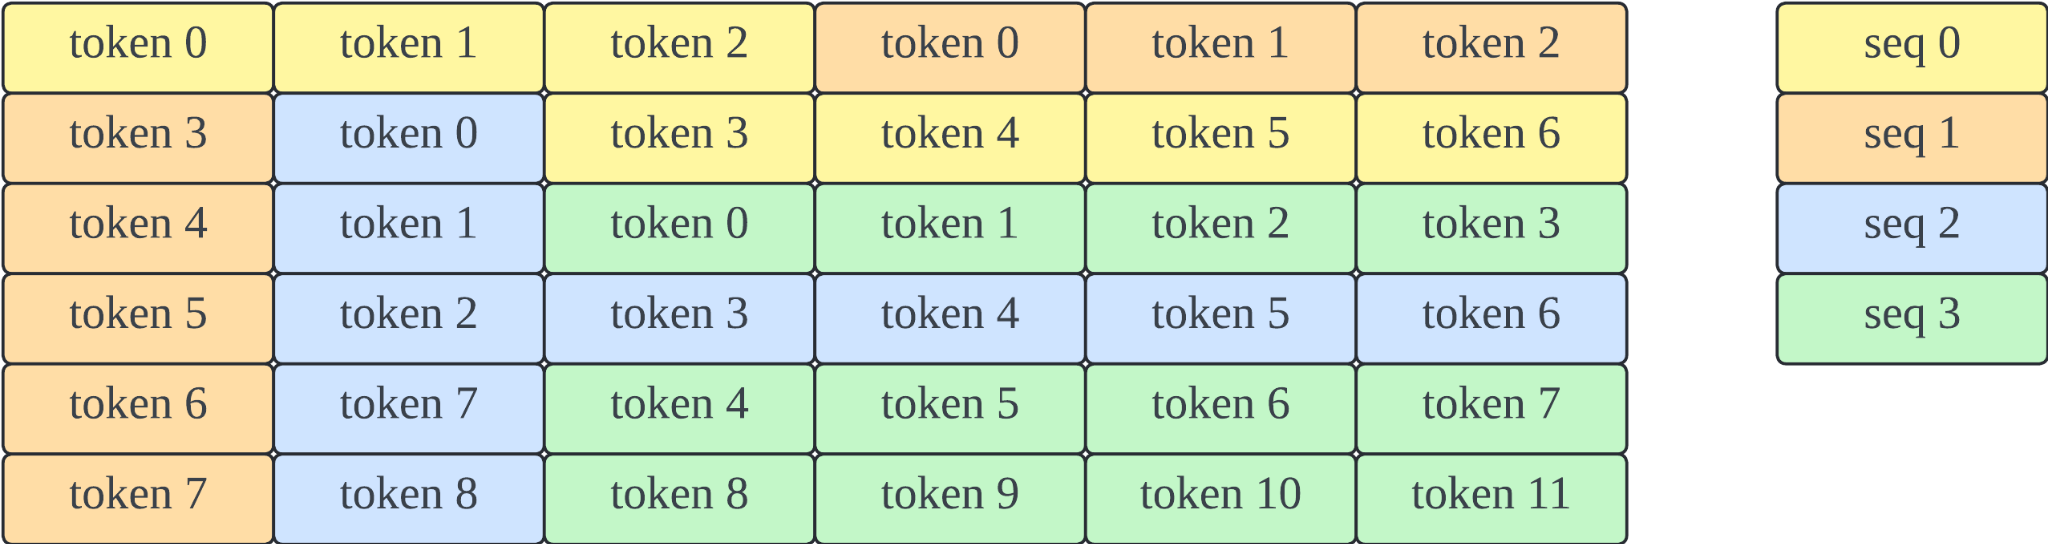 token 0 token 1 token 2 token 0 token 1 token 2 seq 0
token 3 token 0 token 3 token 4 token 5 token 6 seq 1
token 4 token 1 token 0 token 1 token 2 token 3 seq 2
token 5 token 2 token 3 token 4 token 5 token 6 seq 3
token 6 token 7 token 4 token 5 token 6 token 7
token 7 token 8 token 8 token 9 token 10 token 11